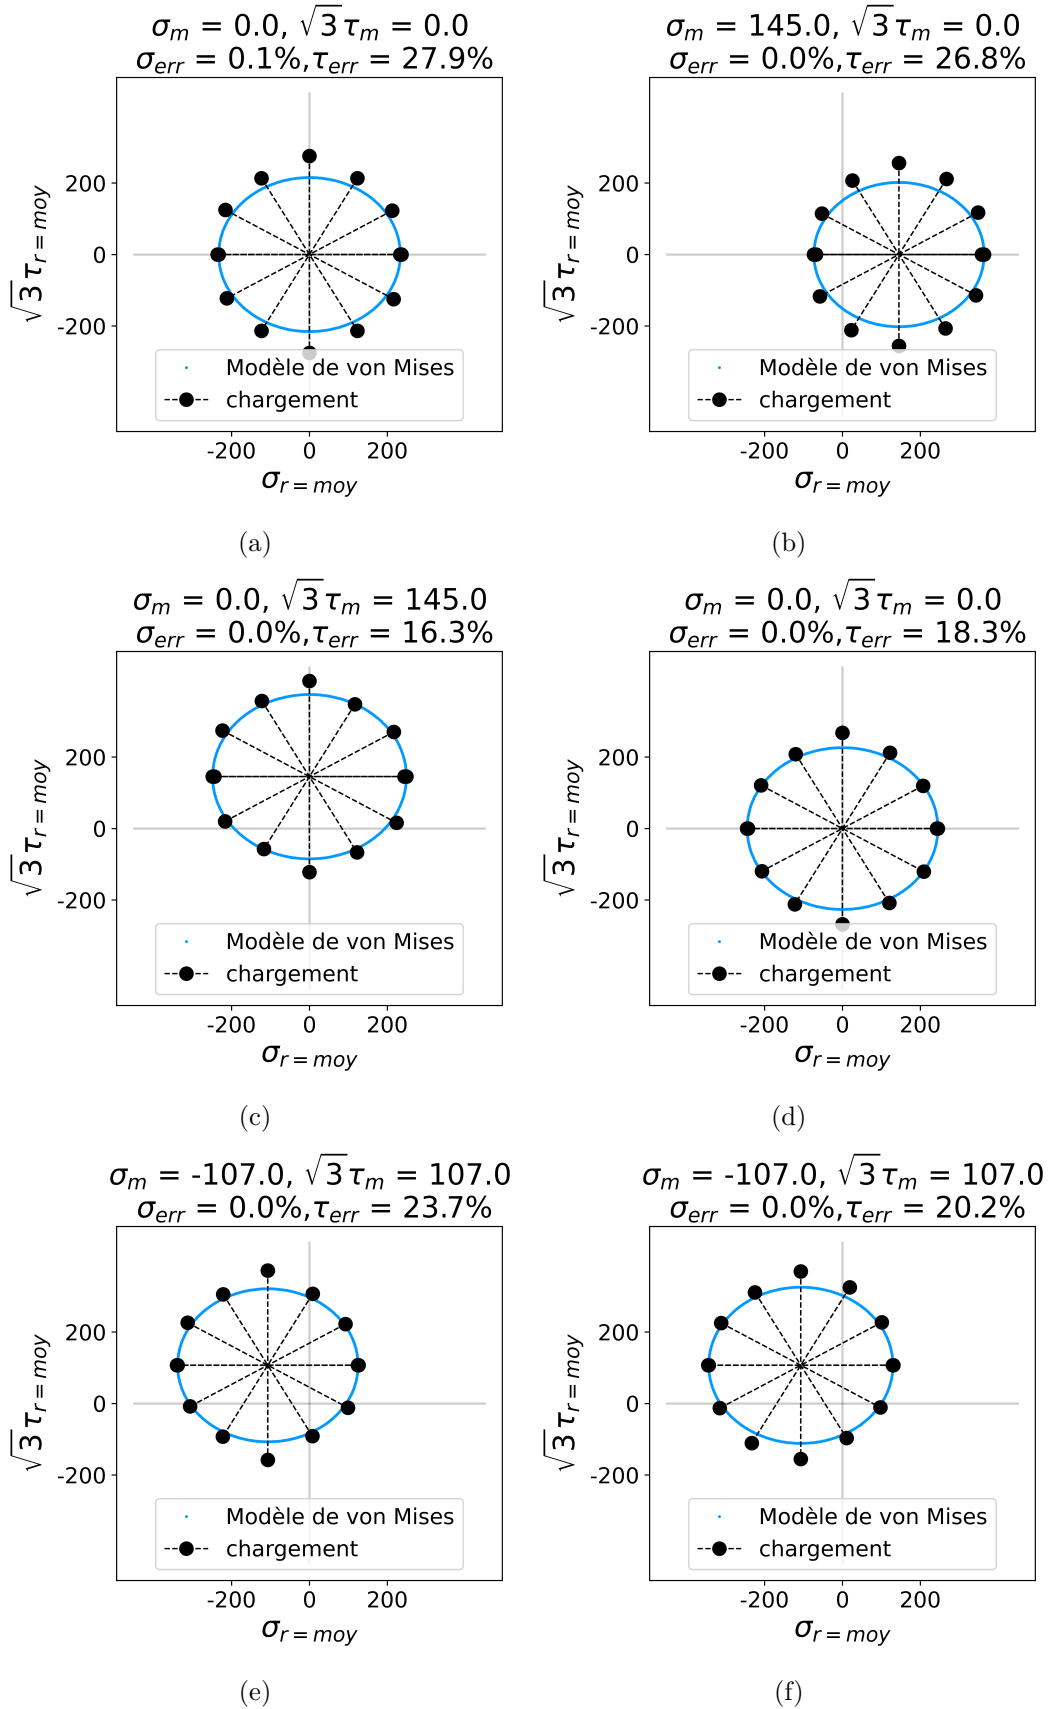 σm = 0.0, √3τm = 0.0
σerr = 0.1%,τerr = 27.9%
√3τr = moy
200
0
-200
Modèle de von Mises
chargement
-200 0 200
σr = moy
(a)
σm = 145.0, √3τm = 0.0
σerr = 0.0%,τerr = 26.8%
√3τr = moy
200
0
-200
Modèle de von Mises
chargement
-200 0 200
σr = moy
(b)
σm = 0.0, √3τm = 145.0
σerr = 0.0%,τerr = 16.3%
√3τr = moy
200
0
-200
Modèle de von Mises
chargement
-200 0 200
σr = moy
(c)
σm = 0.0, √3τm = 0.0
σerr = 0.0%,τerr = 18.3%
√3τr = moy
200
0
-200
Modèle de von Mises
chargement
-200 0 200
σr = moy
(d)
σm = -107.0, √3τm = 107.0
σerr = 0.0%,τerr = 23.7%
√3τr = moy
200
0
-200
Modèle de von Mises
chargement
-200 0 200
σr = moy
(e)
σm = -107.0, √3τm = 107.0
σerr = 0.0%,τerr = 20.2%
√3τr = moy
200
0
-200
Modèle de von Mises
chargement
-200 0 200
σr = moy
(f)